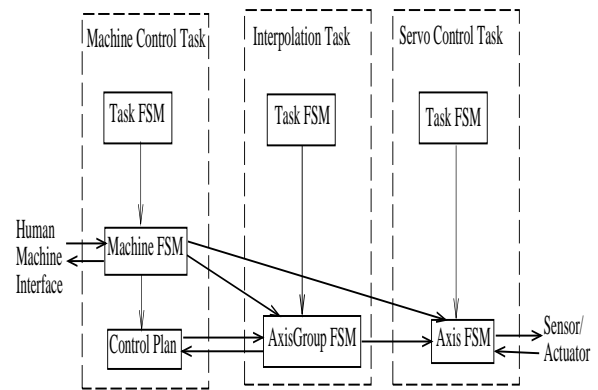 Machine Control Task
Interpolation Task
Servo Control Task
Task FSM
Task FSM
Task FSM
Human
Machine
Interface
Machine FSM
Control Plan
AxisGroup FSM
Axis FSM
Sensor/
Actuator